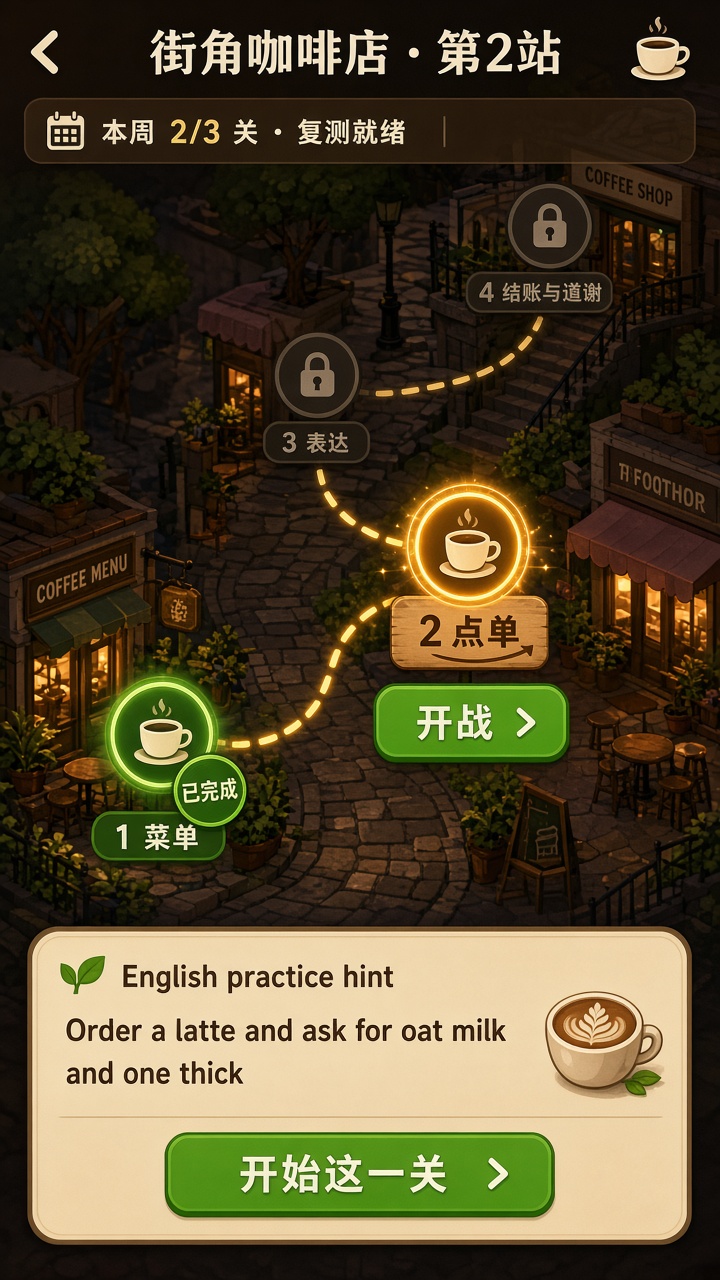 街角咖啡店·第2站
本周 2/3 关 · 复测就绪
COFFEE SHOP
4 结账与道谢
3 表达
COFFEE MENU
2 点单
开战
已完成
1 菜单
English practice hint
Order a latte and ask for oat milk
and one thick
开始这一关